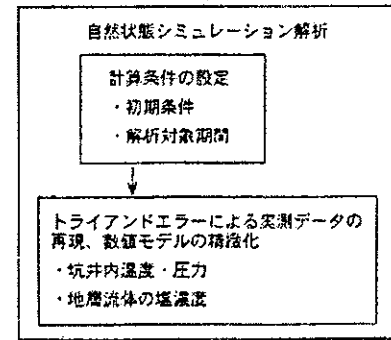 自然状態シミュレーション解析
計算条件の設定
・初期条件
・解析対象期間
トライアンドエラーによる実測データの
再現、数値モデルの精緻化
・坑井内温度・圧力
・地層流体の塩濃度